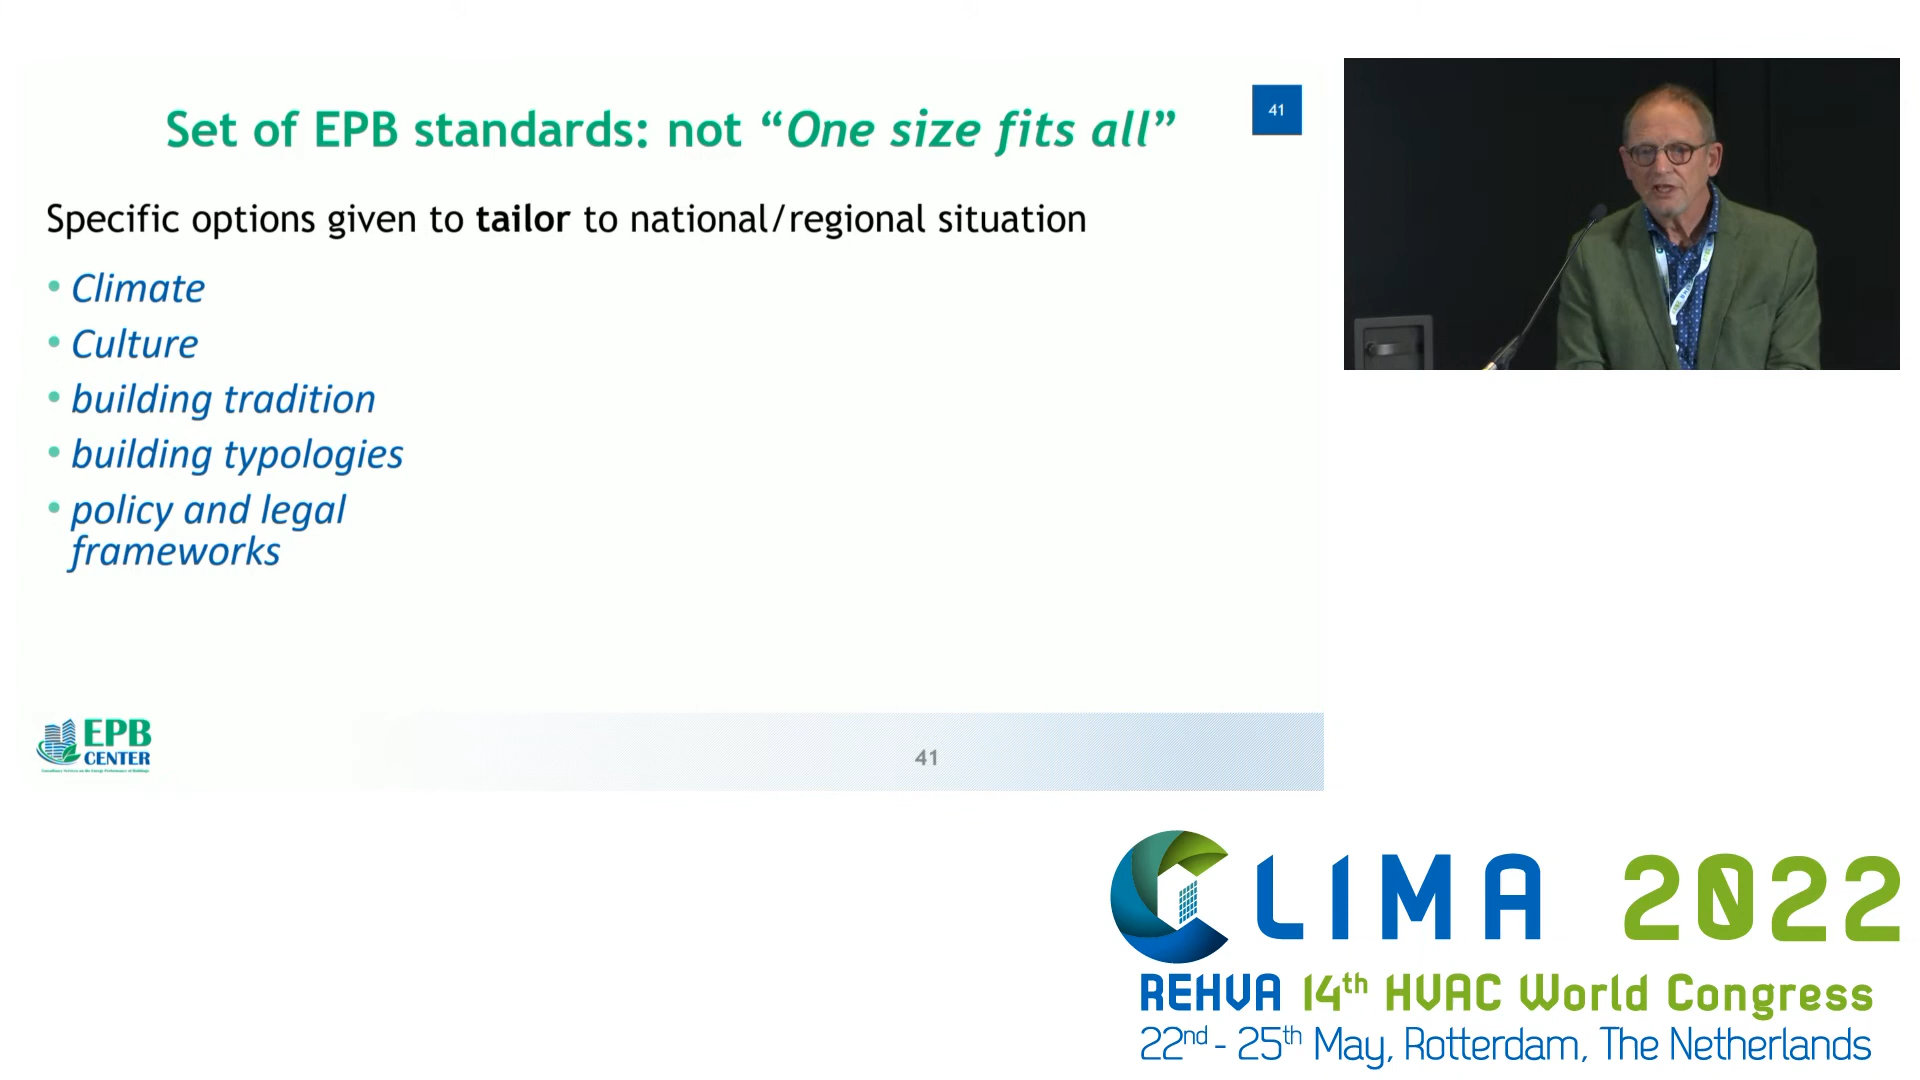 Set of EPB standards: not “One size fits all”
41
Specific options given to tailor to national/regional situation
• Climate
• Culture
• building tradition
• building typologies
• policy and legal
frameworks
EPB
CENTER
41
CLIMA 2022
REHVA 14th HVAC World Congress
22nd - 25th May, Rotterdam, The Netherlands